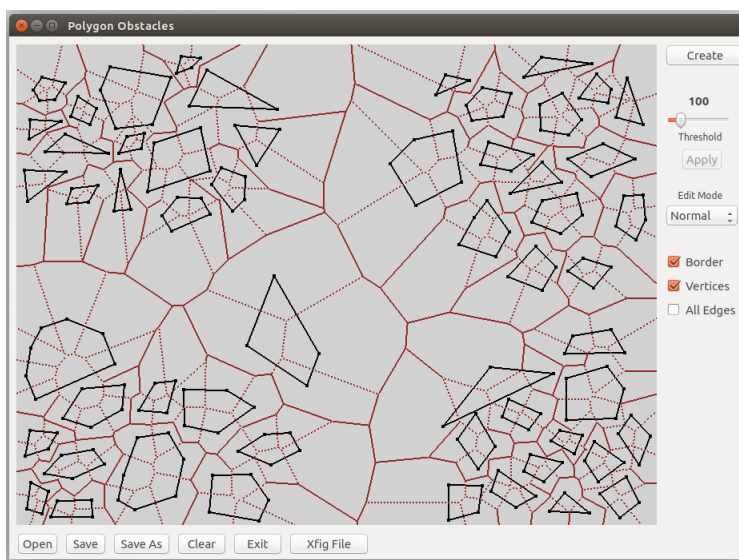 Polygon Obstacles
Create
100
Threshold
Apply
Edit Mode
Normal
Border
Vertices
All Edges
Open Save Save As Clear Exit Xfig File